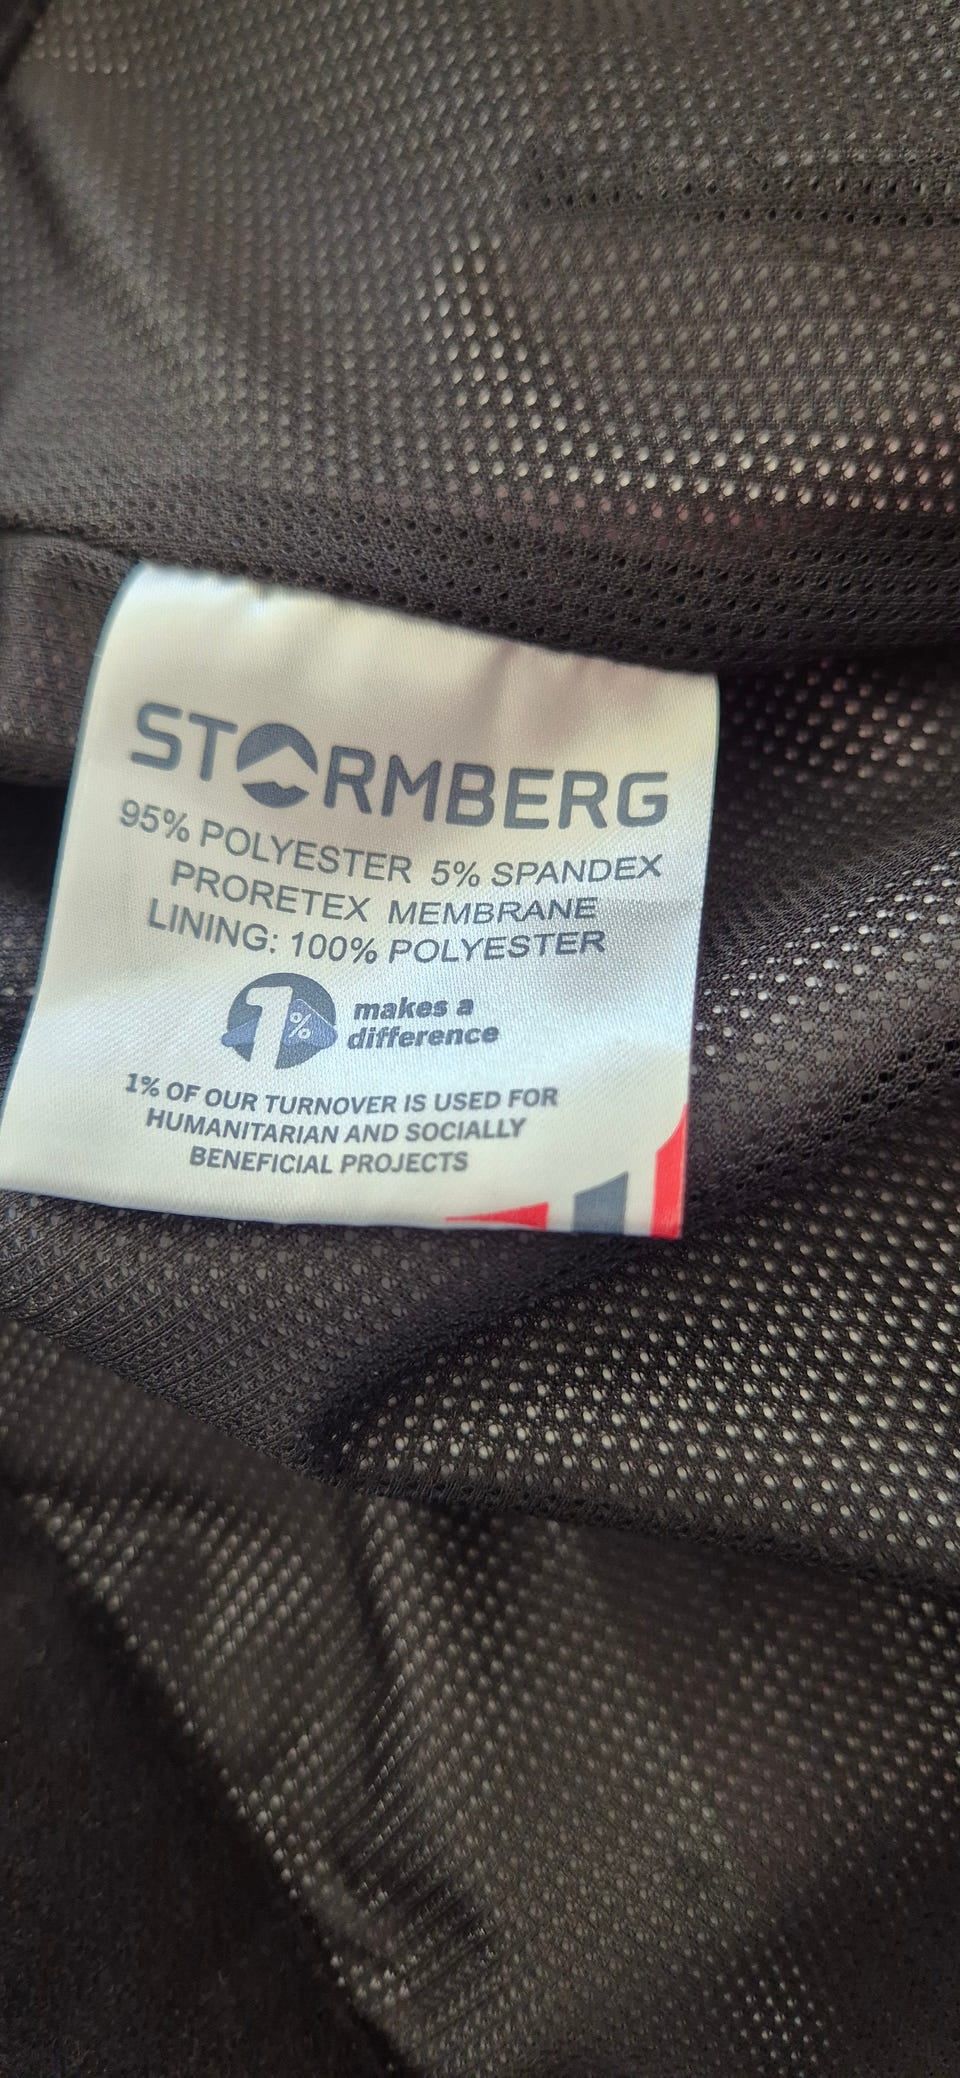 STORMBERG
95% POLYESTER 5% SPANDEX
PRORETEX MEMBRANE
LINING: 100% POLYESTER
1%
makes a
difference
1% OF OUR TURNOVER IS USED FOR
HUMANITARIAN AND SOCIALLY
BENEFICIAL PROJECTS